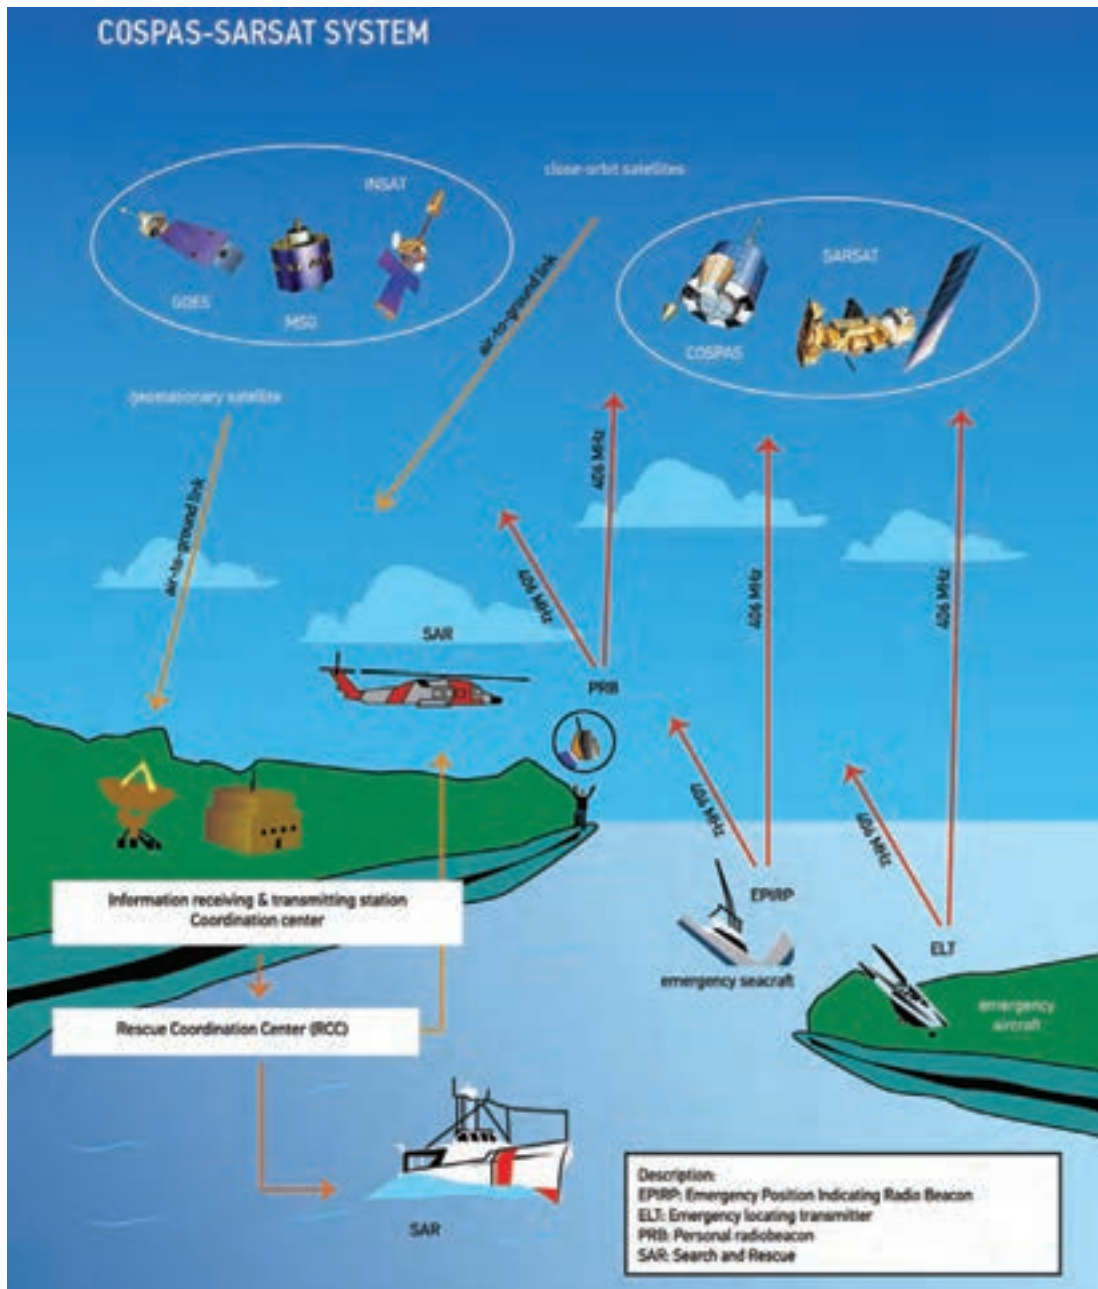 COSPAS-SARSAT SYSTEM
close-orbit satellites
INSAT
GOES
MSG
SARSAT
COSPAS
air-to-ground link
geostationary satellite
air-to-ground link
406 MHz
406 MHz
406 MHz
406 MHz
SAR
PRB
406 MHz
406 MHz
EPIRP
emergency seacraft
ELT
emergency
aircraft
Information receiving & transmitting station
Coordination center
Rescue Coordination Center (RCC)
SAR
Description:
EPIRP: Emergency Position Indicating Radio Beacon
ELT: Emergency locating transmitter
PRB: Personal radiobeacon
SAR: Search and Rescue